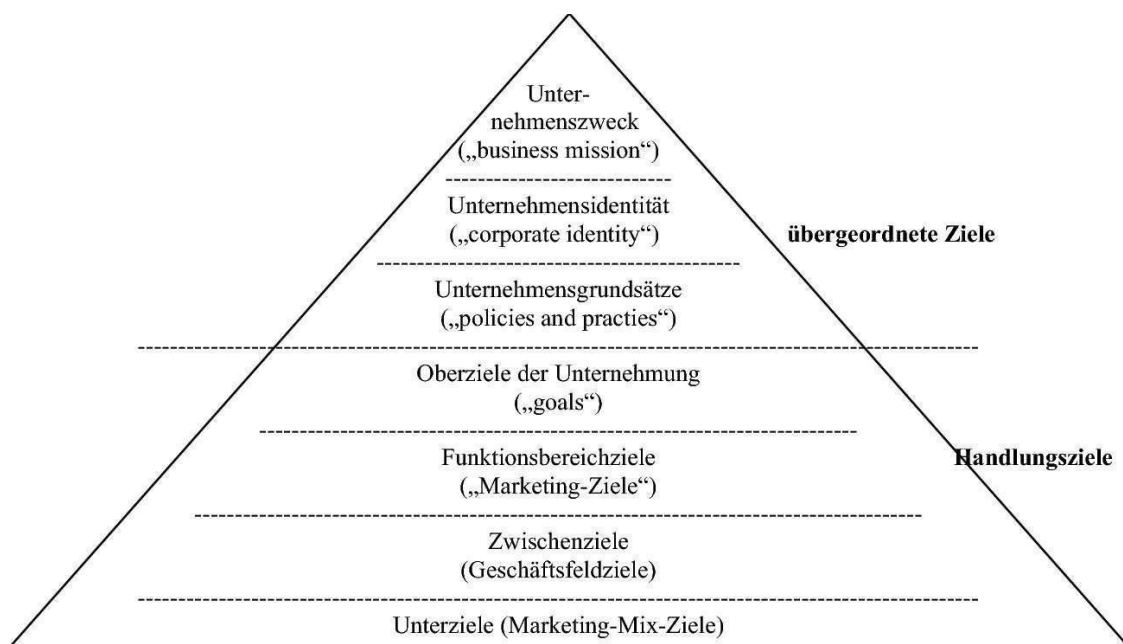 Unter-
nehmenszweck
(„business mission“)
Unternehmensidentität
(„corporate identity“)
übergeordnete Ziele
Unternehmensgrundsätze
(„policies and practies“)
Oberziele der Unternehmung
(„goals“)
Funktionsbereichziele
(„Marketing-Ziele“)
Handlungsziele
Zwischenziele
(Geschäftsfeldziele)
Unterziele (Marketing-Mix-Ziele)